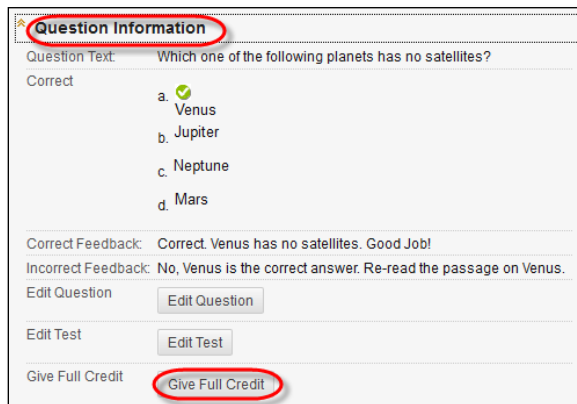 Question Information
Question Text: Which one of the following planets has no satellites?
Correct
a.
Venus
b. Jupiter
c. Neptune
d. Mars
Correct Feedback: Correct. Venus has no satellites. Good Job!
Incorrect Feedback: No, Venus is the correct answer. Re-read the passage on Venus.
Edit Question Edit Question
Edit Test Edit Test
Give Full Credit Give Full Credit